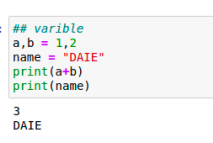 ## varible
a,b = 1,2
name = "DAIE"
print(a+b)
print(name)
3
DAIE